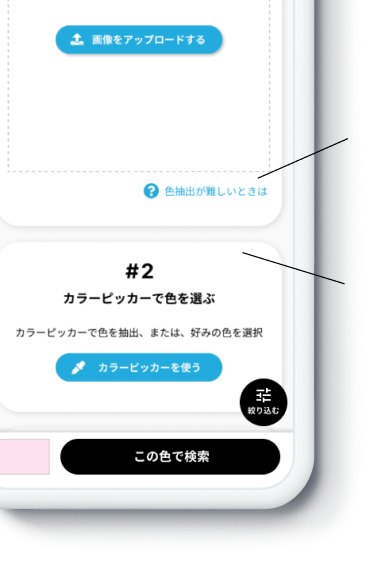 画像をアップロードする
? 色抽出が難しいときは
#2
カラーピッカーで色を選ぶ
カラーピッカーで色を抽出、または、好みの色を選択
カラーピッカーを使う
絞り込む
この色で検索